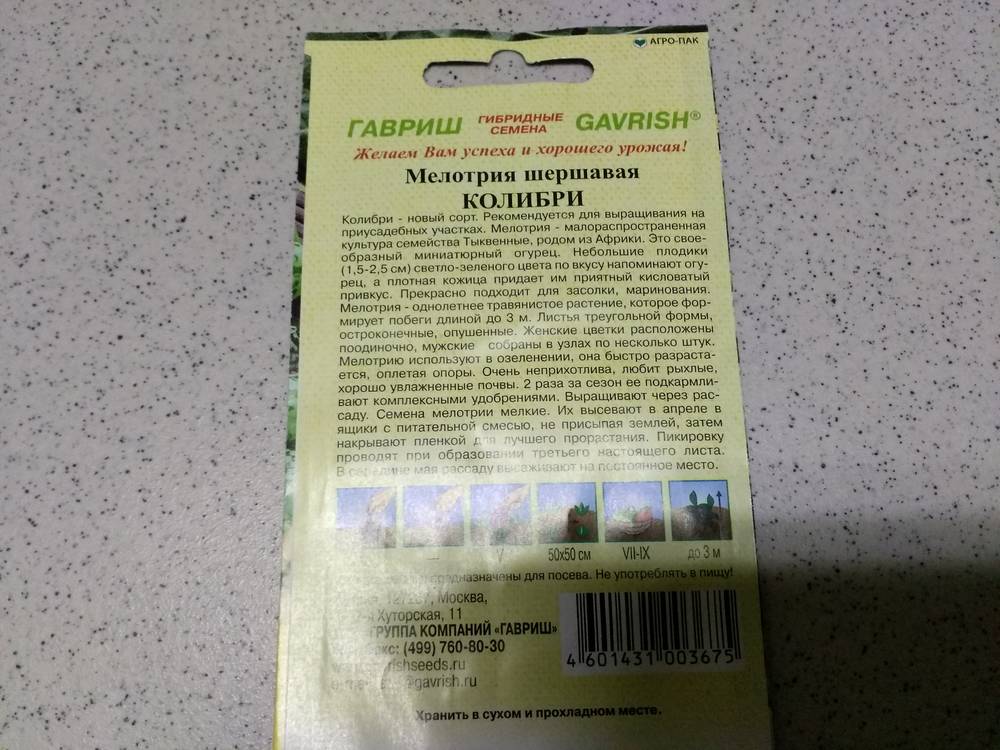 АГРО-ПАК
ГАВРИШ ГИБРИДНЫЕ СЕМЕНА GAVRISH®
Желаем Вам успеха и хорошего урожая!
Мелотрия шершавая
КОЛИБРИ
Колибри - новый сорт. Рекомендуется для выращивания на
приусадебных участках. Мелотрия - малораспространенная
культура семейства Тыквенные, родом из Африки. Это свое-
образный миниатюрный огурец. Небольшие плодики
(1,5-2,5 см) светло-зеленого цвета по вкусу напоминают огу-
рец, а плотная кожица придает им приятный кисловатый
привкус. Прекрасно подходит для засолки, маринования.
Мелотрия - однолетнее травянистое растение, которое фор-
мирует побеги длиной до 3 м. Листья треугольной формы,
остроконечные, опушенные. Женские цветки расположены
поодиночно, мужские собраны в узлах по несколько штук.
Мелотрию используют в озеленении, она быстро разраста-
ется, оплетая опоры. Очень неприхотлива, любит рыхлые,
хорошо увлажненные почвы. 2 раза за сезон ее подкармли-
вают комплексными удобрениями. Выращивают через рас-
саду. Семена мелотрии мелкие. Их высевают в апреле в
ящики с питательной смесью, не присыпая землей, затем
накрывают пленкой для лучшего прорастания. Пикировку
проводят при образовании третьего настоящего листа.
В середине мая рассаду высаживают на постоянное место.
— V 50х50 см VII-IX до 3 м
предназначены для посева. Не употреблять в пищу!
Москва,
Хуторская, 11
ГРУППА КОМПАНИЙ «ГАВРИШ»
(499) 760-80-30
rishseeds.ru
@gavrish.ru
4 601431 003675
Хранить в сухом и прохладном месте.